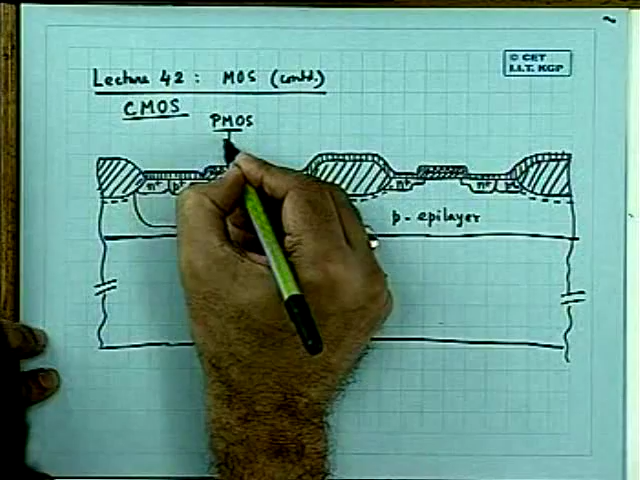 © CET
I.I.T. KGP
Lecture 42 : MOS (contd.)
CMOS
PMOS
n+ p+ n+ n+ p+
p- epilayer